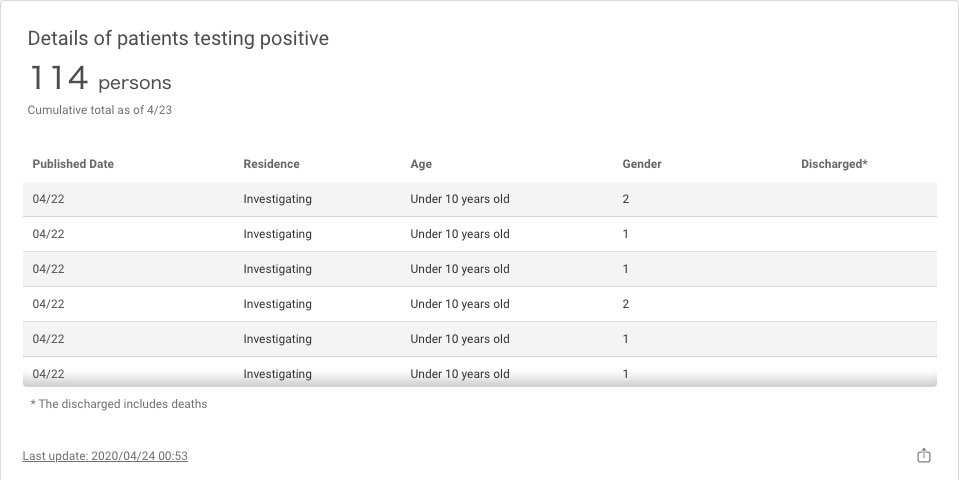 Details of patients testing positive
114 persons
Cumulative total as of 4/23
Published Date Residence Age Gender Discharged*
04/22 Investigating Under 10 years old 2
04/22 Investigating Under 10 years old 1
04/22 Investigating Under 10 years old 1
04/22 Investigating Under 10 years old 2
04/22 Investigating Under 10 years old 1
04/22 Investigating Under 10 years old 1
* The discharged includes deaths
Last update: 2020/04/24 00:53